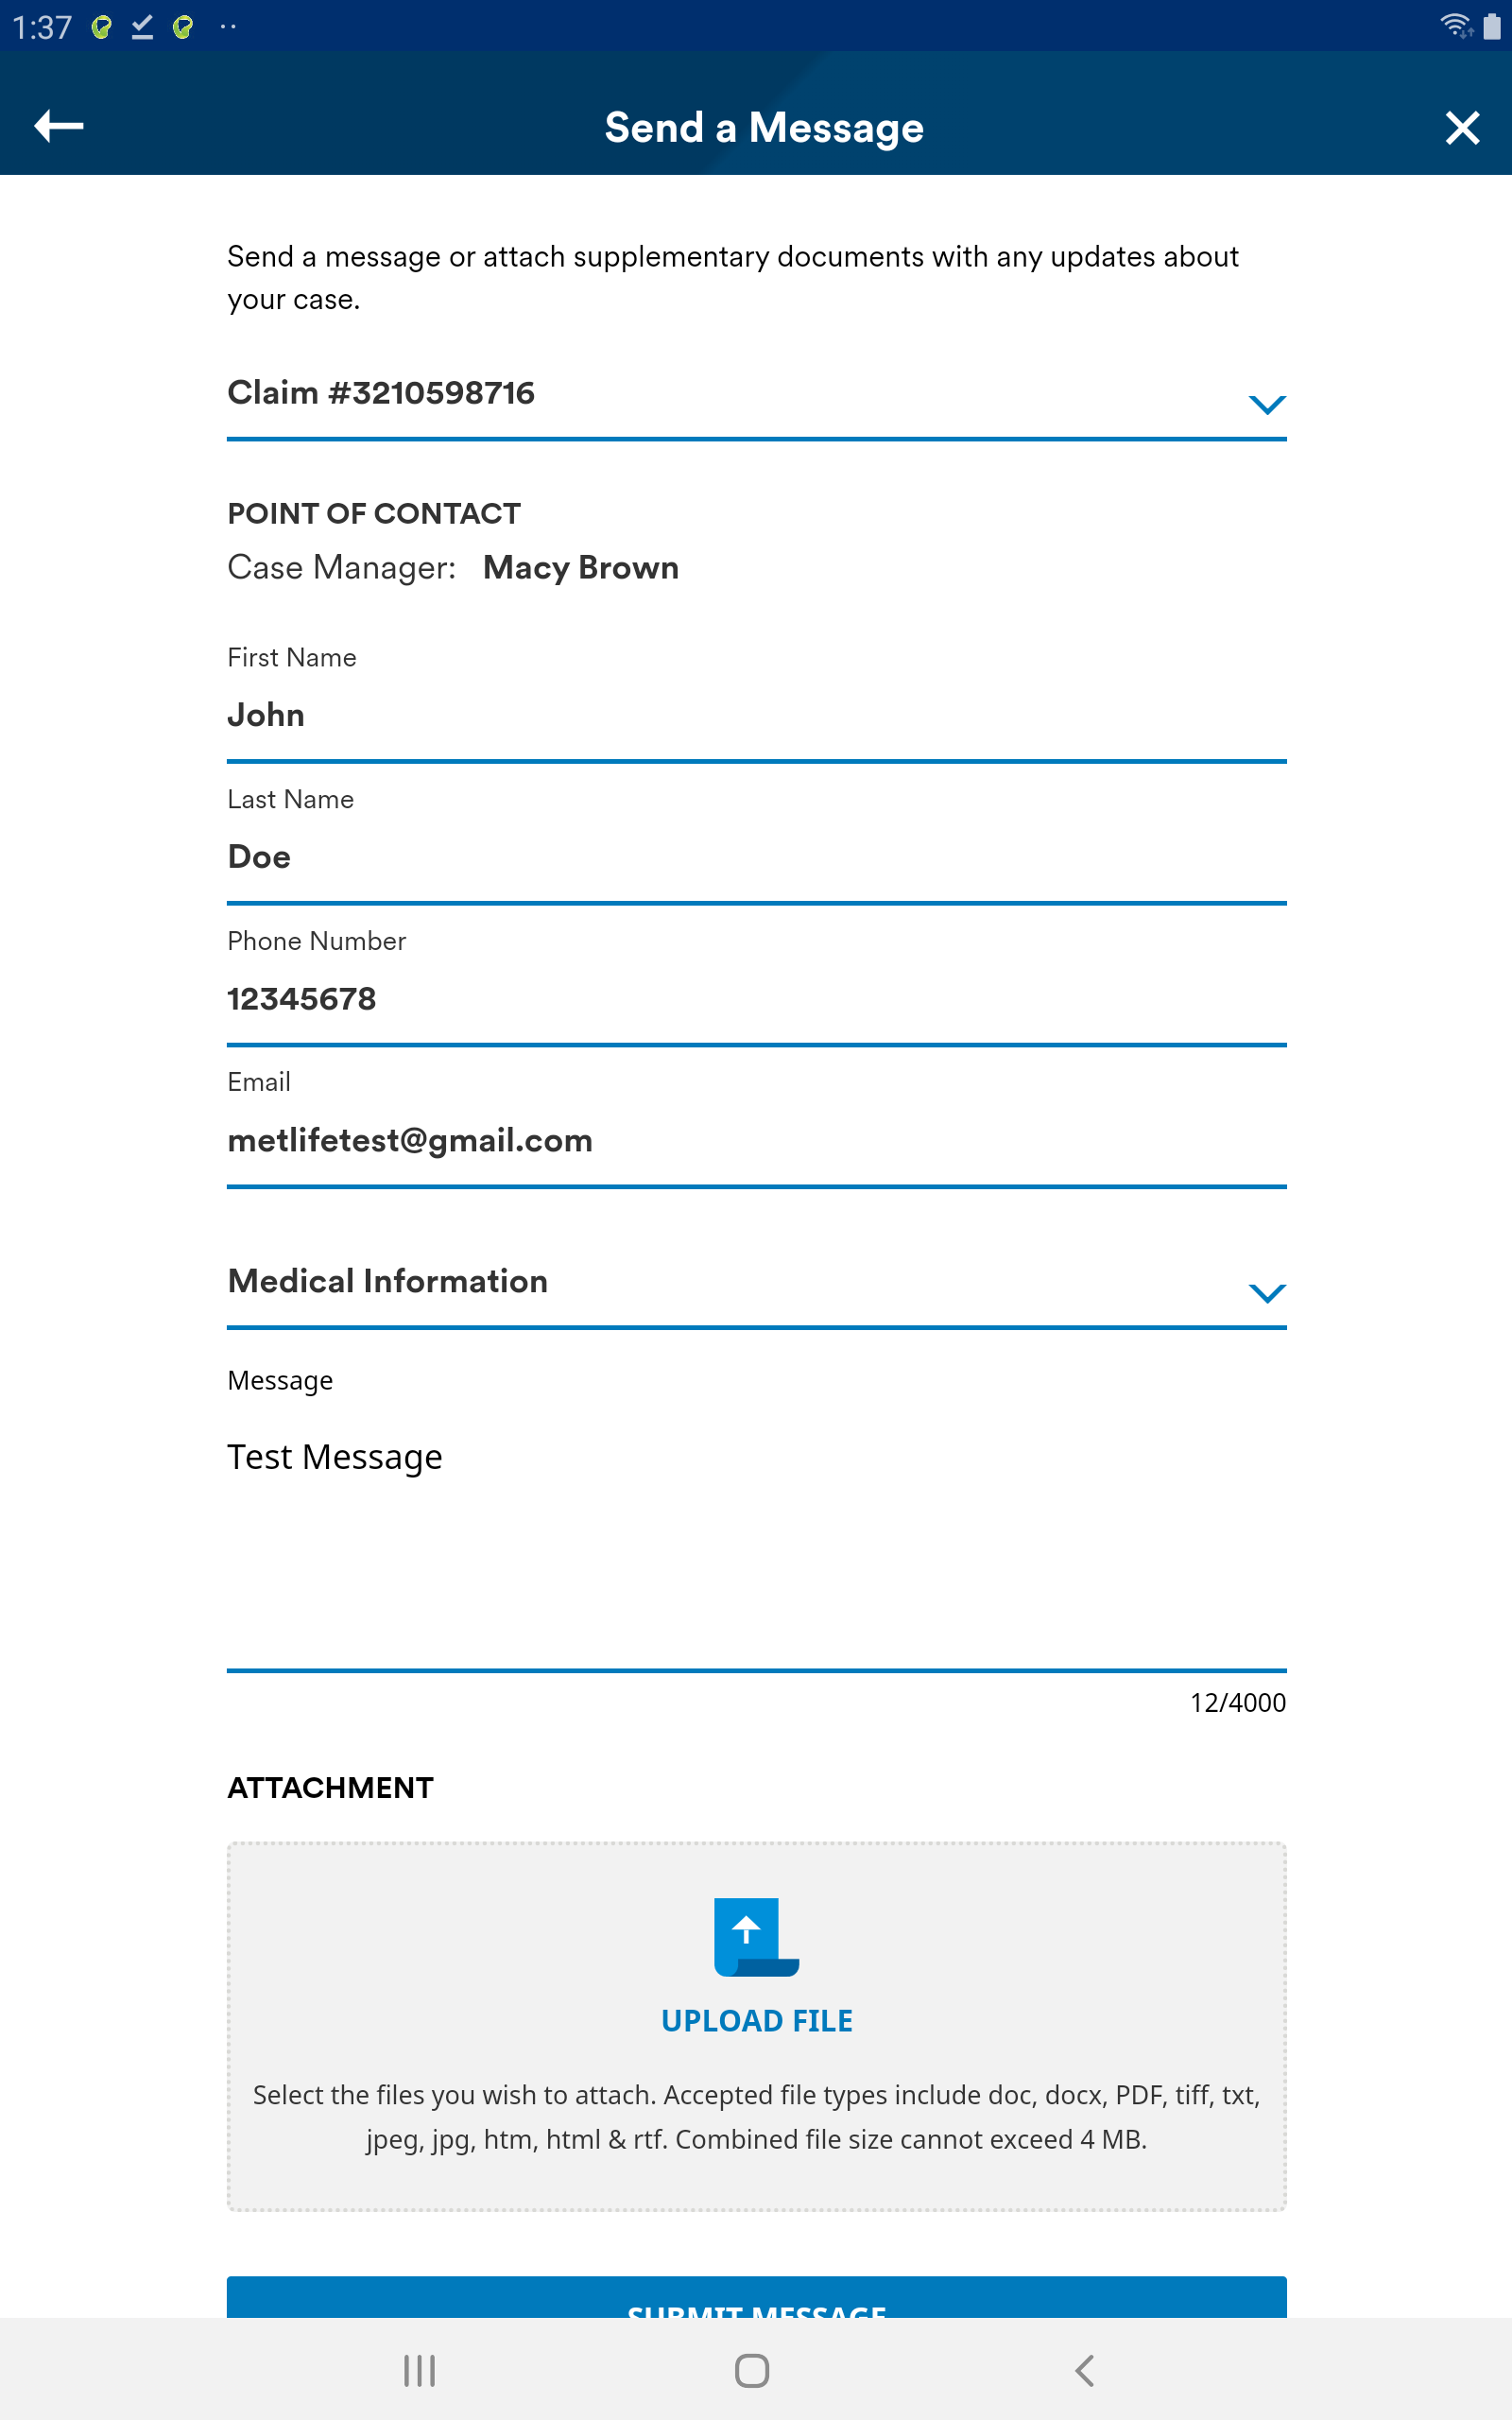 1:37
Send a Message
Send a message or attach supplementary documents with any updates about
your case.
Claim #3210598716
POINT OF CONTACT
Case Manager: Macy Brown
First Name
John
Last Name
Doe
Phone Number
12345678
Email
metlifetest@gmail.com
Medical Information
Message
Test Message
12/4000
ATTACHMENT
UPLOAD FILE
Select the files you wish to attach. Accepted file types include doc, docx, PDF, tiff, txt,
jpeg, jpg, htm, html & rtf. Combined file size cannot exceed 4 MB.
SUBMIT MESSAGE